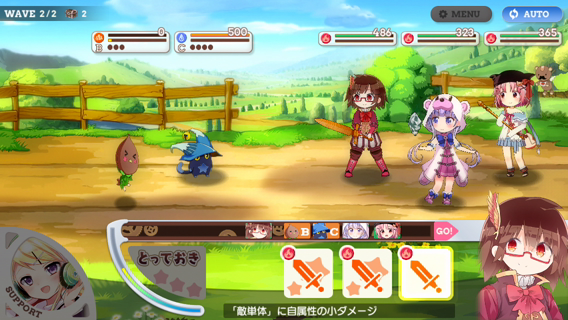 WAVE 2/2 2
MENU
AUTO
B 0
C 500
486
323
365
B C GO!
SUPPORT
とっておき
「敵単体」に自属性の小ダメージ